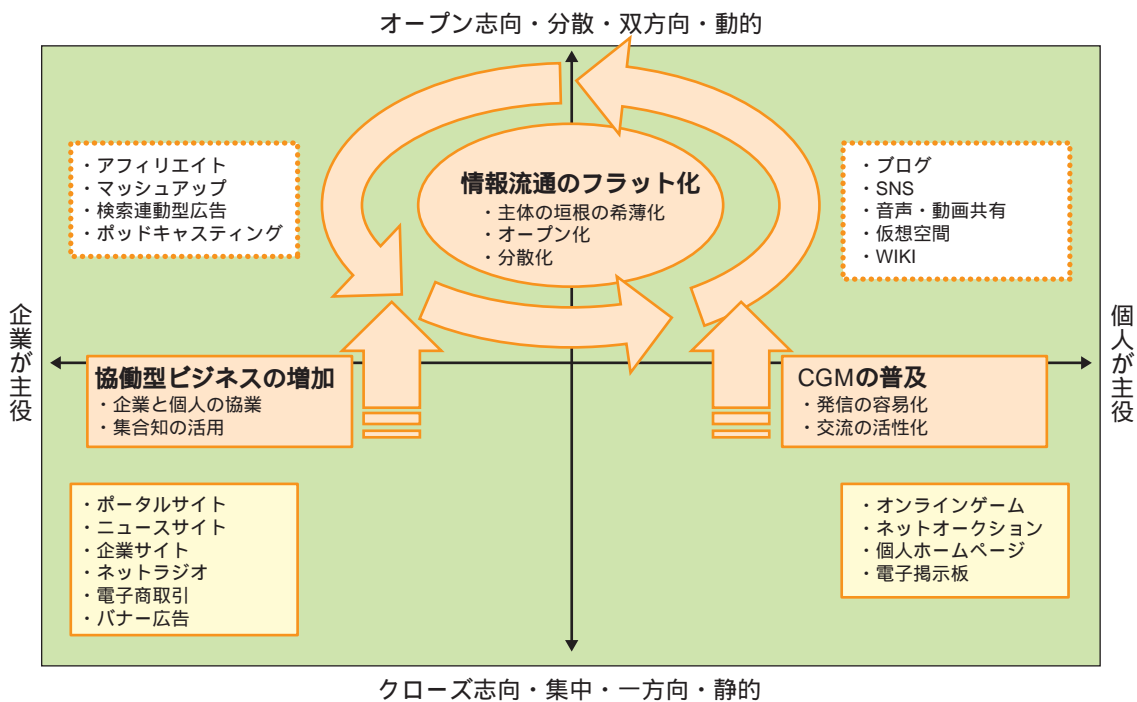 オープン志向・分散・双方向・動的
・アフィリエイト
・マッシュアップ
・検索連動型広告
・ポッドキャスティング
情報流通のフラット化
・主体の垣根の希薄化
・オープン化
・分散化
・ブログ
・SNS
・音声・動画共有
・仮想空間
・WIKI
企業が主役
個人が主役
協働型ビジネスの増加
・企業と個人の協業
・集合知の活用
CGMの普及
・発信の容易化
・交流の活性化
・ポータルサイト
・ニュースサイト
・企業サイト
・ネットラジオ
・電子商取引
・バナー広告
・オンラインゲーム
・ネットオークション
・個人ホームページ
・電子掲示板
クローズ志向・集中・一方向・静的